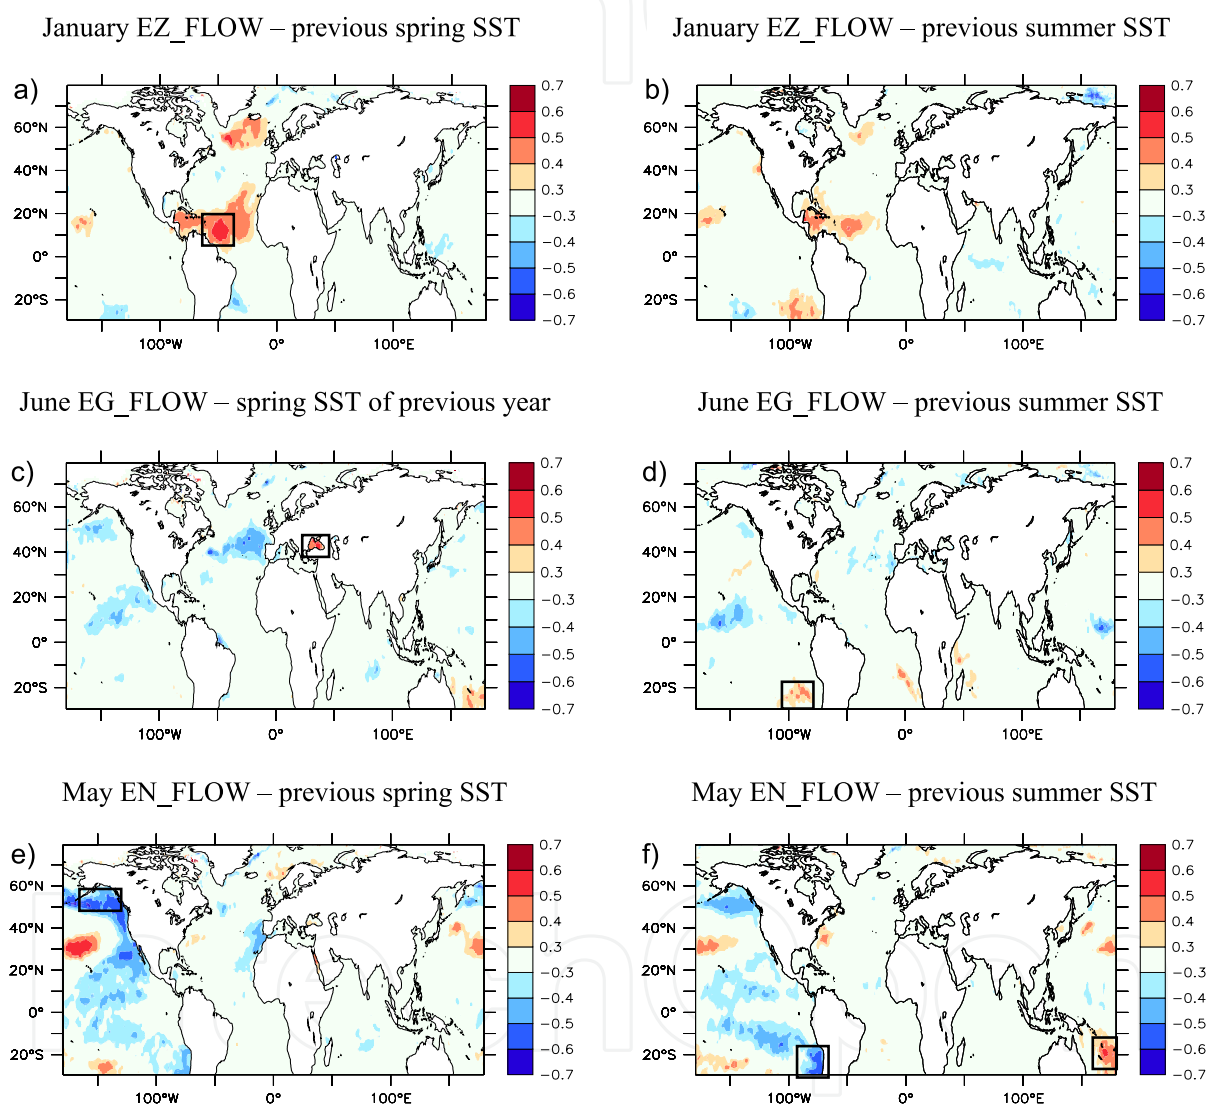 January EZ_FLOW – previous spring SST
January EZ_FLOW – previous summer SST
a)
60°N
40°N
20°N
0°
20°S
100°W 0° 100°E
0.7
0.6
0.5
0.4
0.3
−0.3
−0.4
−0.5
−0.6
−0.7
b)
60°N
40°N
20°N
0°
20°S
100°W 0° 100°E
0.7
0.6
0.5
0.4
0.3
−0.3
−0.4
−0.5
−0.6
−0.7
June EG_FLOW – spring SST of previous year
June EG_FLOW – previous summer SST
c)
60°N
40°N
20°N
0°
20°S
100°W 0° 100°E
0.7
0.6
0.5
0.4
0.3
−0.3
−0.4
−0.5
−0.6
−0.7
d)
60°N
40°N
20°N
0°
20°S
100°W 0° 100°E
0.7
0.6
0.5
0.4
0.3
−0.3
−0.4
−0.5
−0.6
−0.7
May EN_FLOW – previous spring SST
May EN_FLOW – previous summer SST
e)
60°N
40°N
20°N
0°
20°S
100°W 0° 100°E
0.7
0.6
0.5
0.4
0.3
−0.3
−0.4
−0.5
−0.6
−0.7
f)
60°N
40°N
20°N
0°
20°S
100°W 0° 100°E
0.7
0.6
0.5
0.4
0.3
−0.3
−0.4
−0.5
−0.6
−0.7